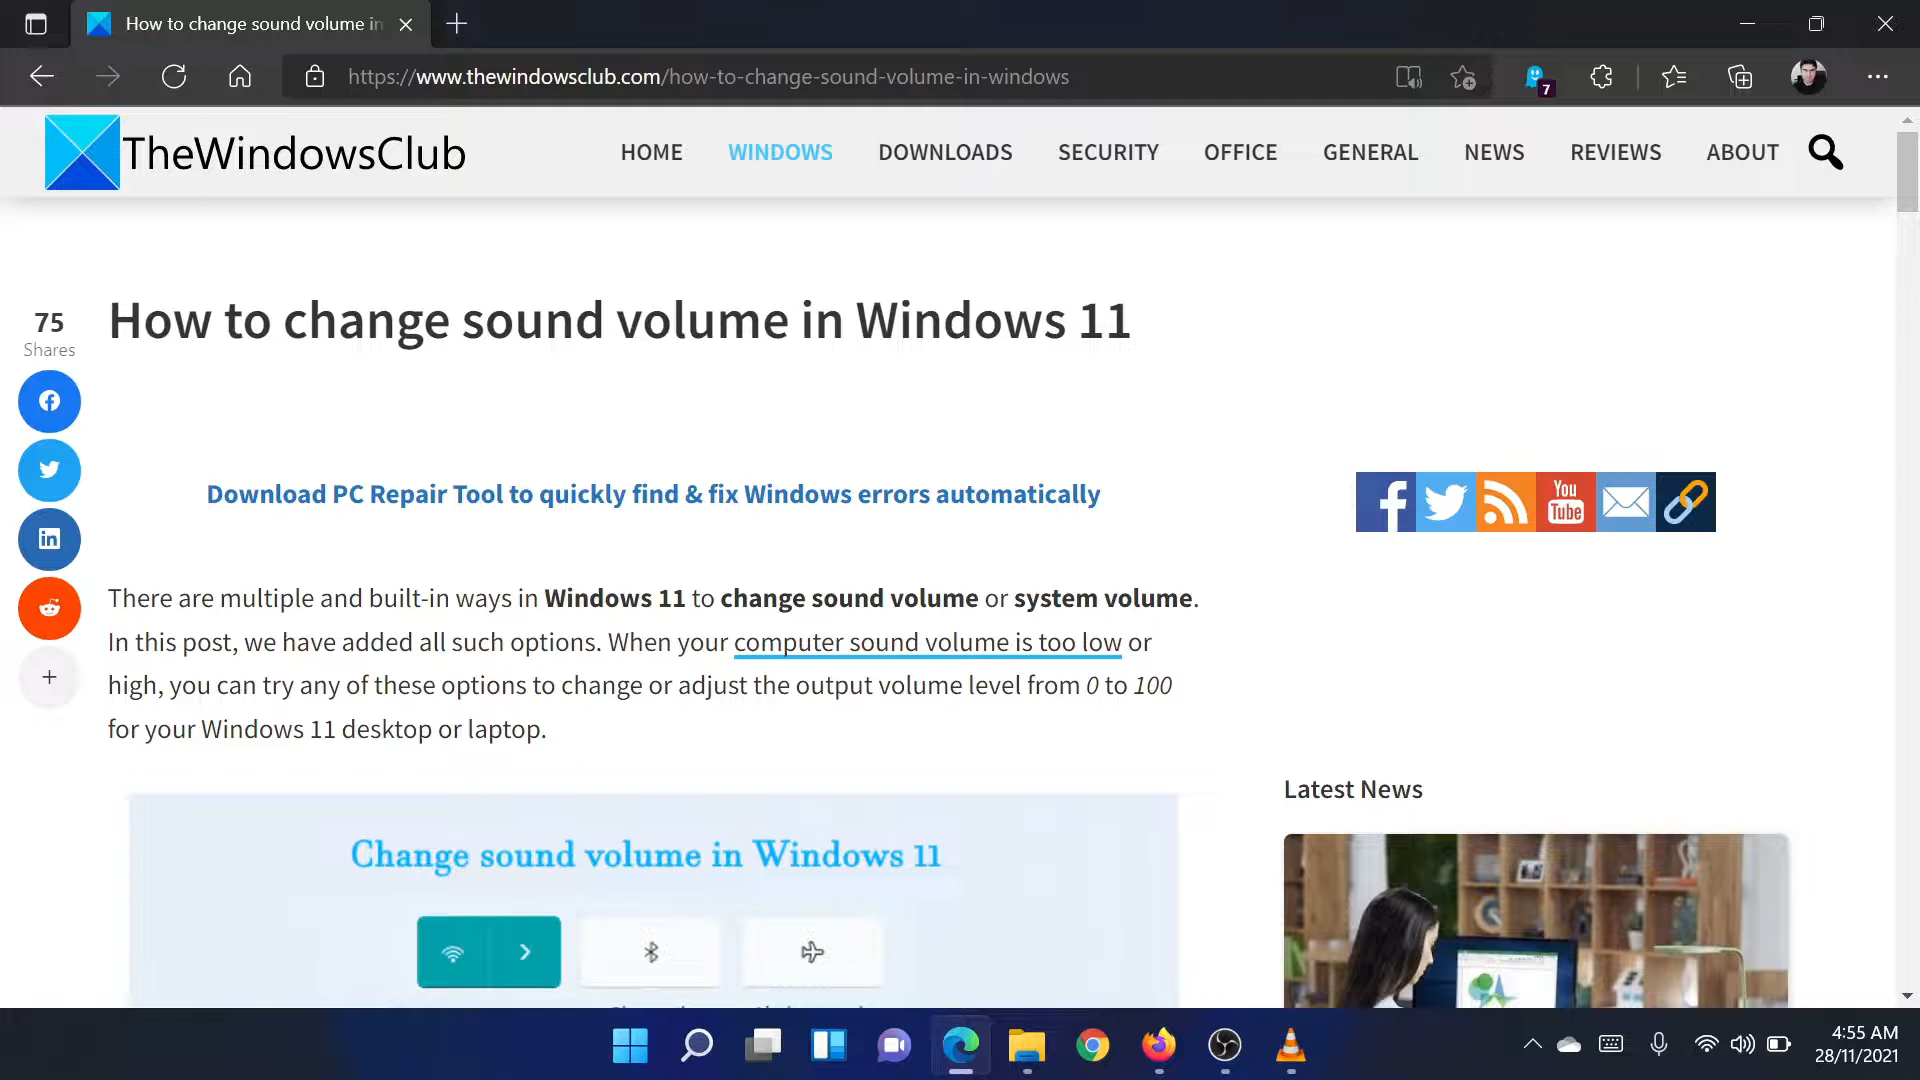 How to change sound volume in
https://www.thewindowsclub.com/how-to-change-sound-volume-in-windows
7
TheWindowsClub
HOME WINDOWS DOWNLOADS SECURITY OFFICE GENERAL NEWS REVIEWS ABOUT
75
Shares
How to change sound volume in Windows 11
Download PC Repair Tool to quickly find & fix Windows errors automatically
You
Tube
There are multiple and built-in ways in Windows 11 to change sound volume or system volume.
In this post, we have added all such options. When your computer sound volume is too low or
high, you can try any of these options to change or adjust the output volume level from 0 to 100
for your Windows 11 desktop or laptop.
Latest News
Change sound volume in Windows 11
4:55 AM
28/11/2021